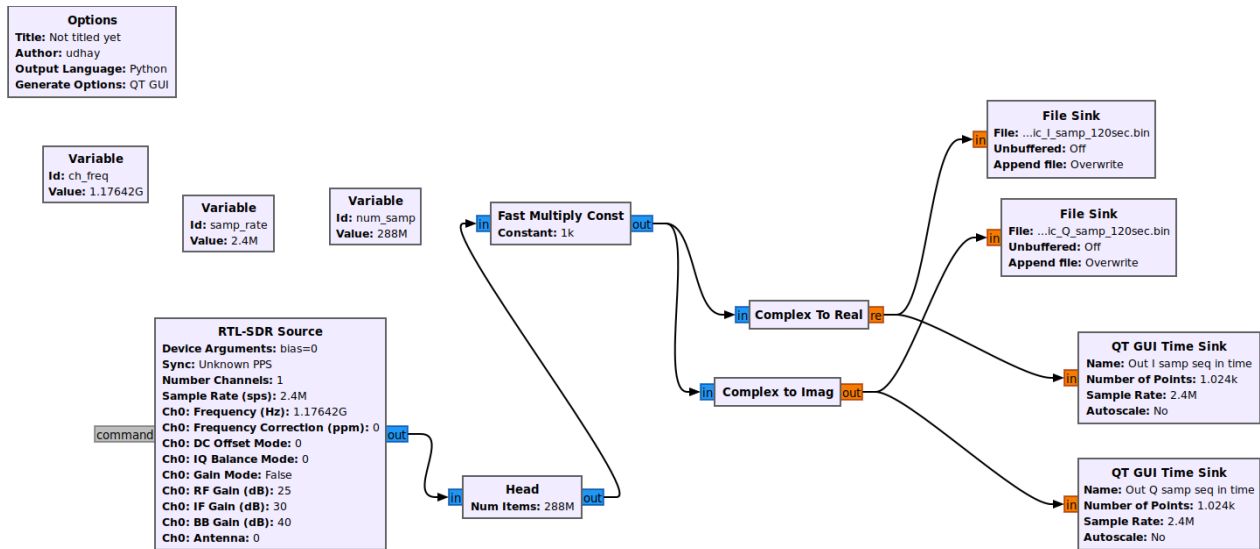 Options
Title: Not titled yet
Author: udhay
Output Language: Python
Generate Options: QT GUI
Variable
Id: ch_freq
Value: 1.17642G
Variable
Id: samp_rate
Value: 2.4M
Variable
Id: num_samp
Value: 288M
RTL-SDR Source
Device Arguments: bias=0
Sync: Unknown PPS
Number Channels: 1
Sample Rate (sps): 2.4M
Ch0: Frequency (Hz): 1.17642G
Ch0: Frequency Correction (ppm): 0
Ch0: DC Offset Mode: 0
Ch0: IQ Balance Mode: 0
Ch0: Gain Mode: False
Ch0: RF Gain (dB): 25
Ch0: IF Gain (dB): 30
Ch0: BB Gain (dB): 40
Ch0: Antenna: 0
command
out
in
Head
Num Items: 288M
out
in
Fast Multiply Const
Constant: 1k
out
in
Complex To Real
re
in
Complex to Imag
out
in
File Sink
File: ...ic_I_samp_120sec.bin
Unbuffered: Off
Append file: Overwrite
in
File Sink
File: ...ic_Q_samp_120sec.bin
Unbuffered: Off
Append file: Overwrite
in
QT GUI Time Sink
Name: Out I samp seq in time
Number of Points: 1.024k
Sample Rate: 2.4M
Autoscale: No
in
QT GUI Time Sink
Name: Out Q samp seq in time
Number of Points: 1.024k
Sample Rate: 2.4M
Autoscale: No